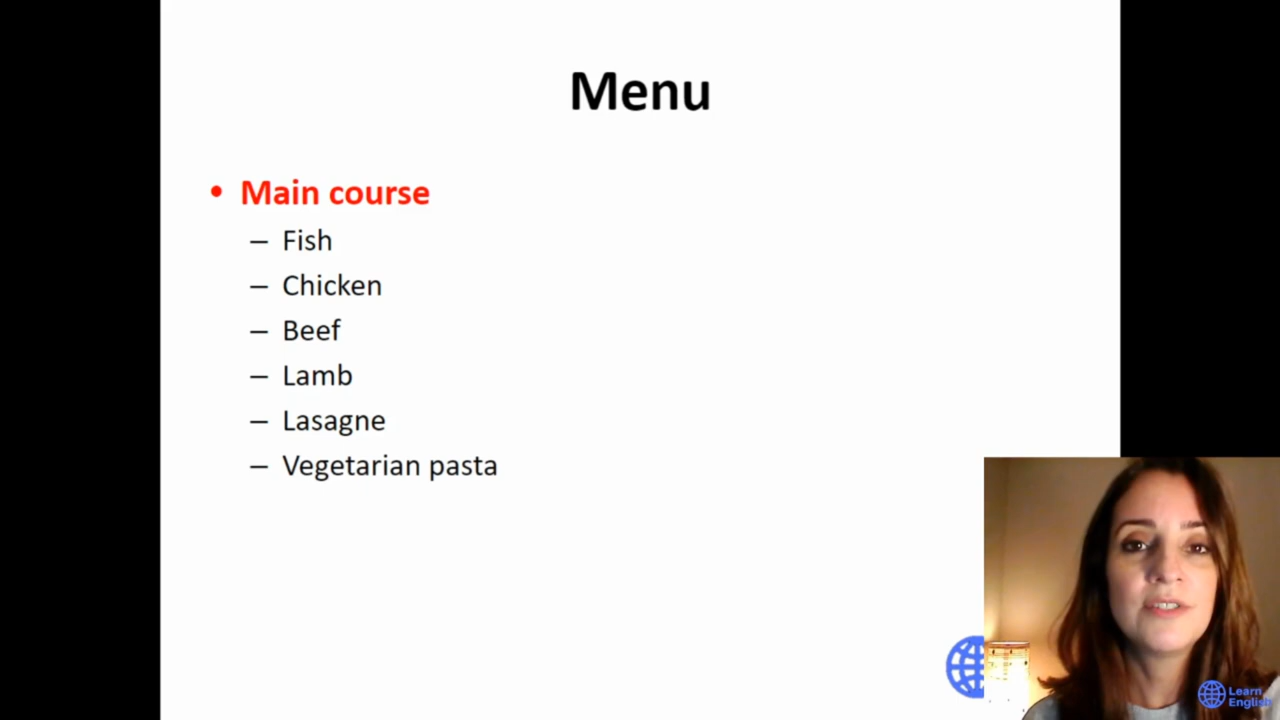 Menu
• Main course
– Fish
– Chicken
– Beef
– Lamb
– Lasagne
– Vegetarian pasta
Learn
English